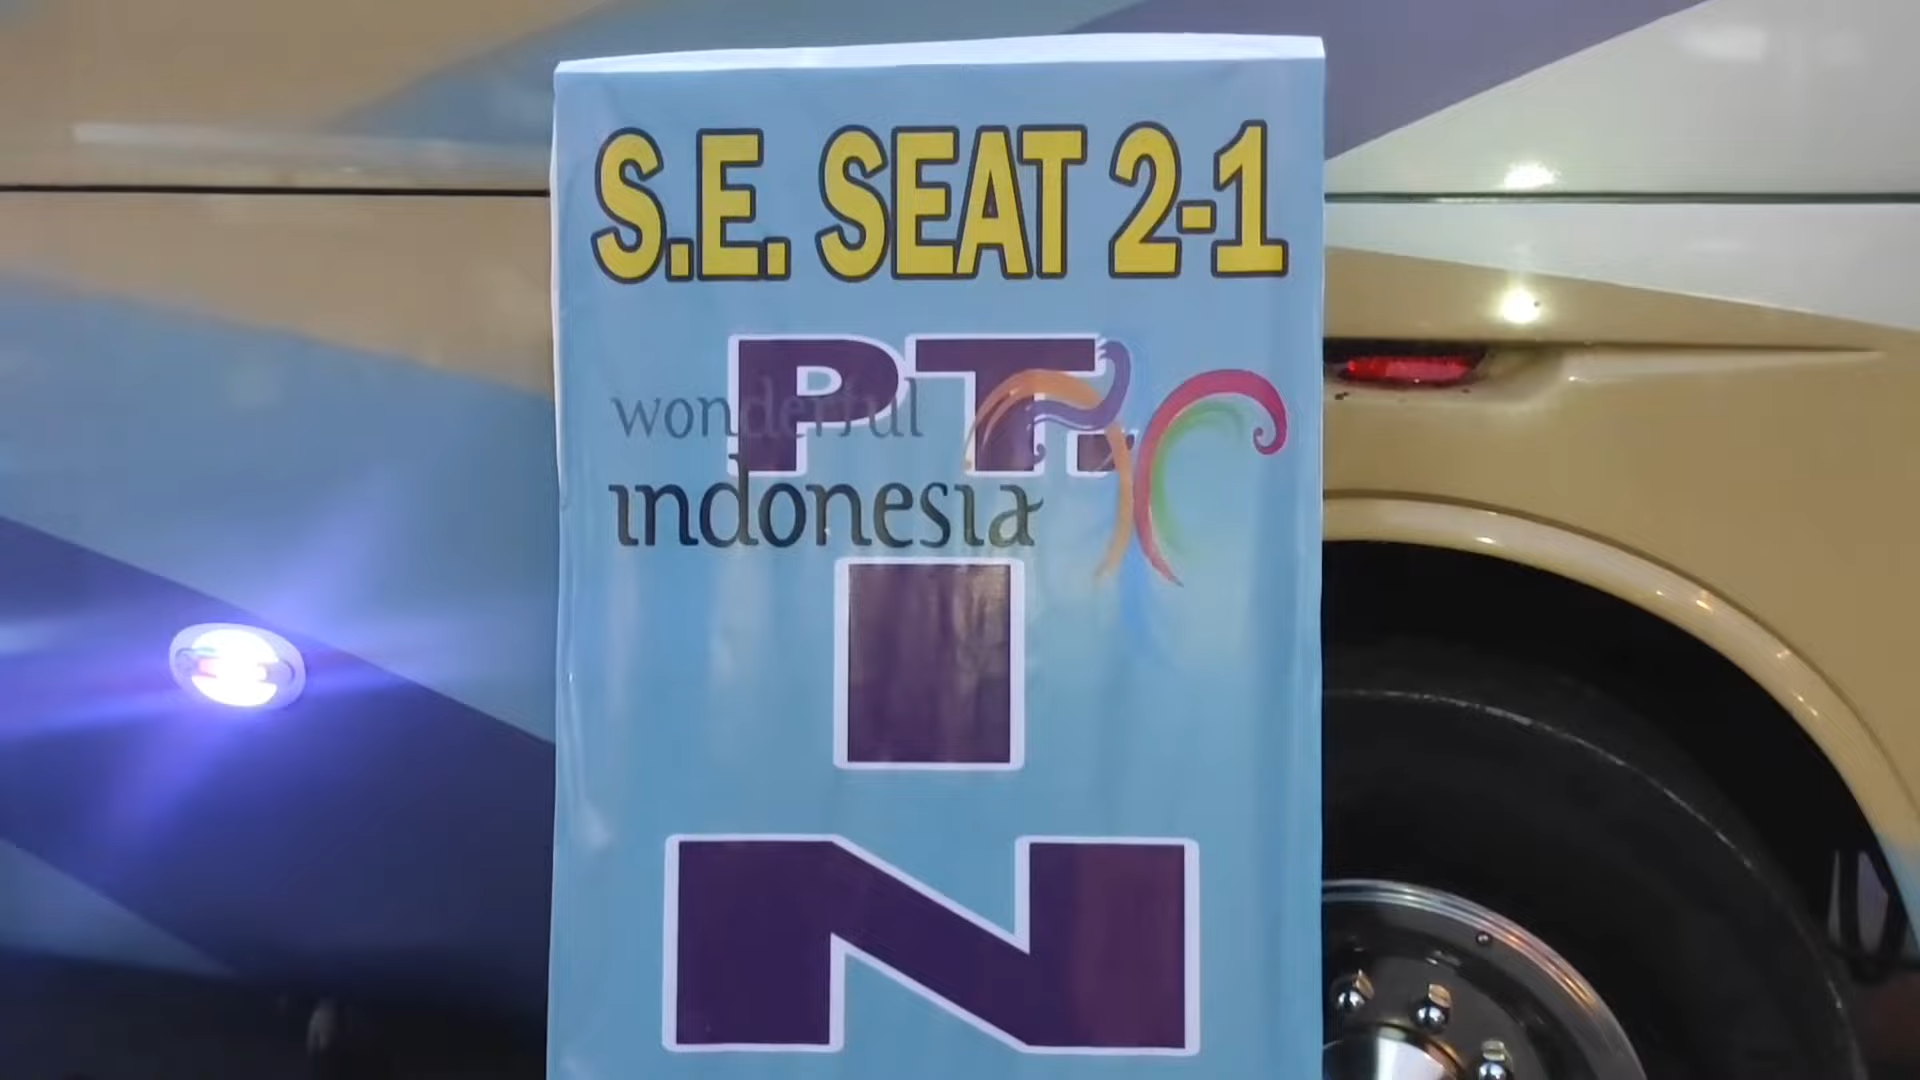 S.E. SEAT 2-1
PT.
wonderful
indonesia
I
N